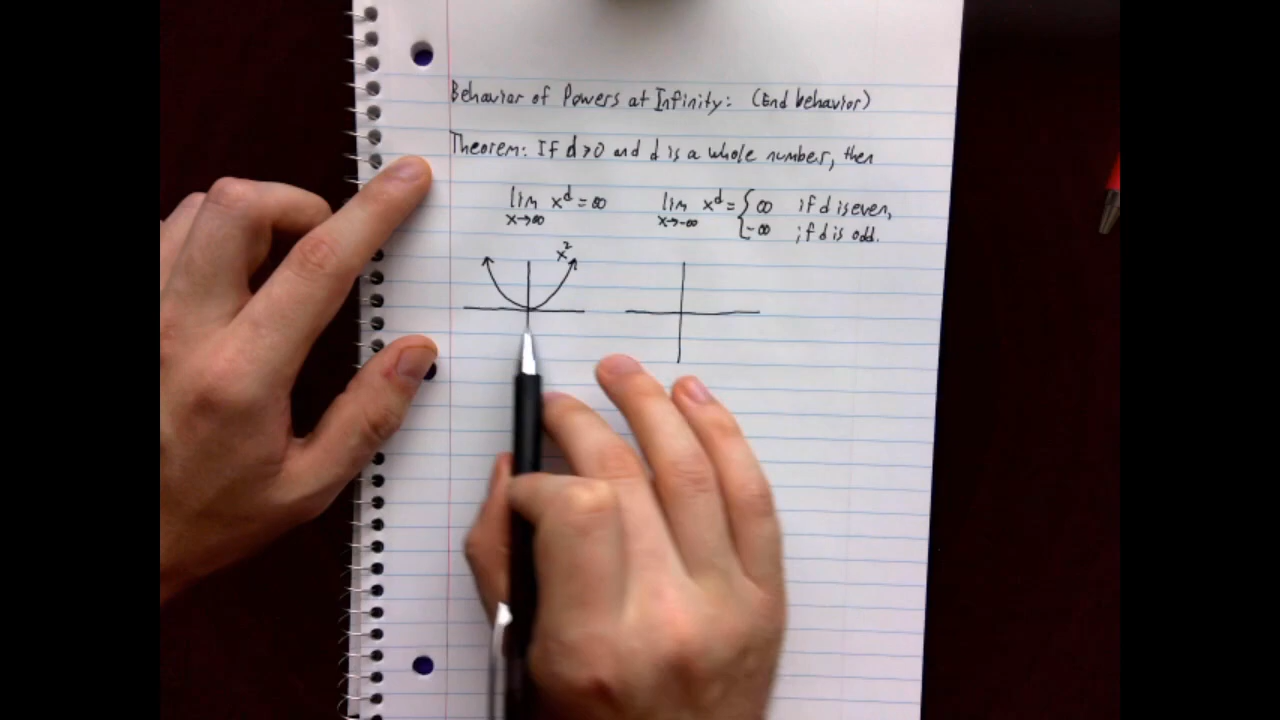 Behavior of Powers at Infinity: (End behavior)
Theorem: If d>0 and d is a whole number, then
lim x^d = ∞ lim x^d = { ∞ if d is even,
x→∞ x→-∞ -∞ if d is odd.
x^2